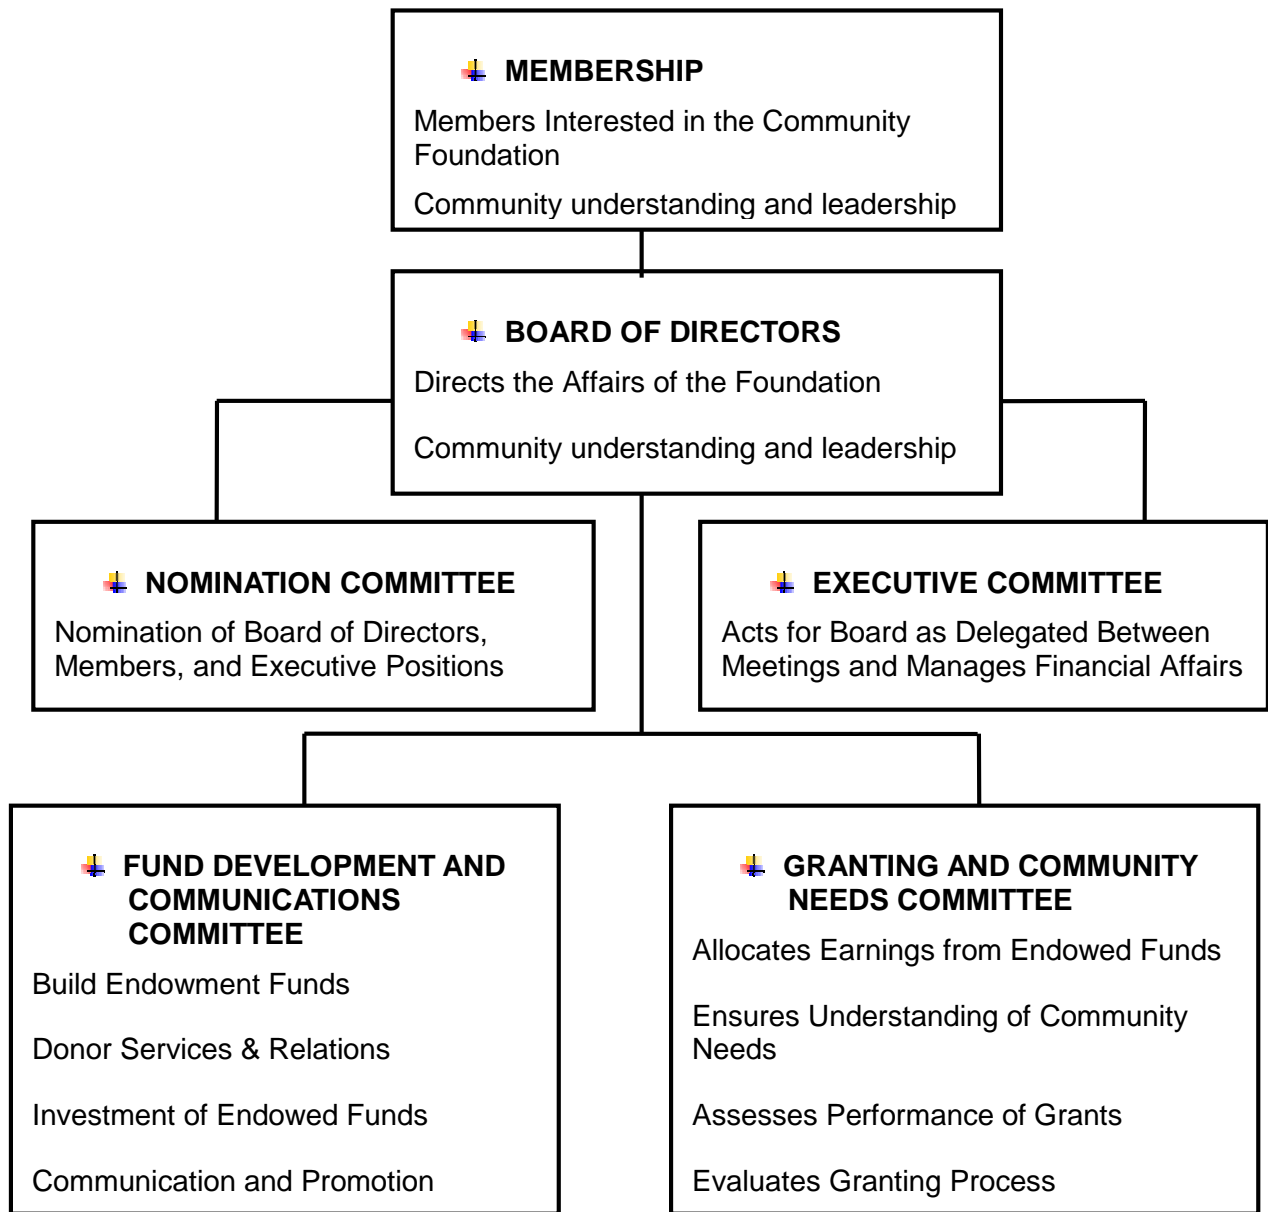 MEMBERSHIP
Members Interested in the Community
Foundation
Community understanding and leadership
BOARD OF DIRECTORS
Directs the Affairs of the Foundation
Community understanding and leadership
NOMINATION COMMITTEE
Nomination of Board of Directors,
Members, and Executive Positions
EXECUTIVE COMMITTEE
Acts for Board as Delegated Between
Meetings and Manages Financial Affairs
FUND DEVELOPMENT AND
COMMUNICATIONS
COMMITTEE
Build Endowment Funds
Donor Services & Relations
Investment of Endowed Funds
Communication and Promotion
GRANTING AND COMMUNITY
NEEDS COMMITTEE
Allocates Earnings from Endowed Funds
Ensures Understanding of Community
Needs
Assesses Performance of Grants
Evaluates Granting Process